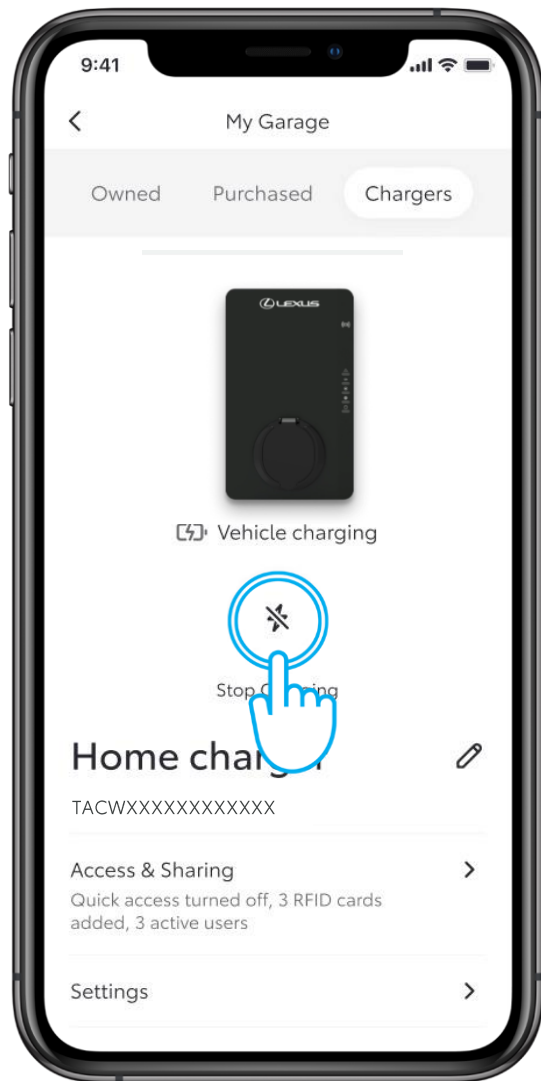 9:41
My Garage
Owned Purchased Chargers
LEXUS
Vehicle charging
Stop
Home
TACWXXXXXXXXXXXX
Access & Sharing
Quick access turned off, 3 RFID cards
added, 3 active users
Settings